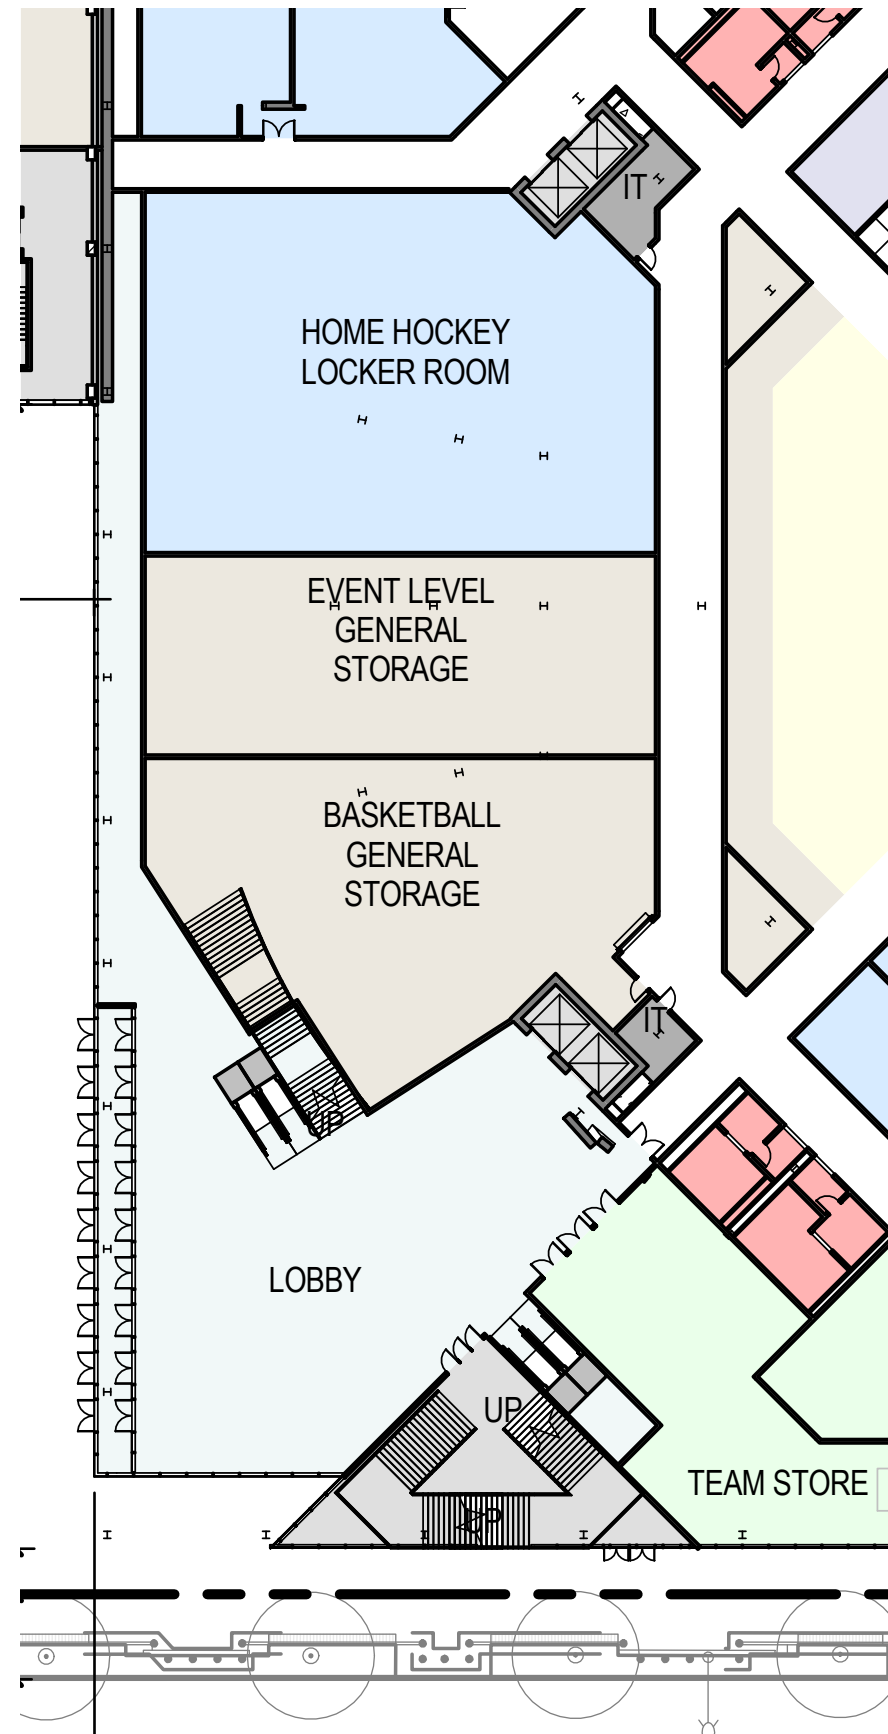 IT
HOME HOCKEY
LOCKER ROOM
EVENT LEVEL
GENERAL
STORAGE
BASKETBALL
GENERAL
STORAGE
IT
UP
LOBBY
UP
TEAM STORE
UP